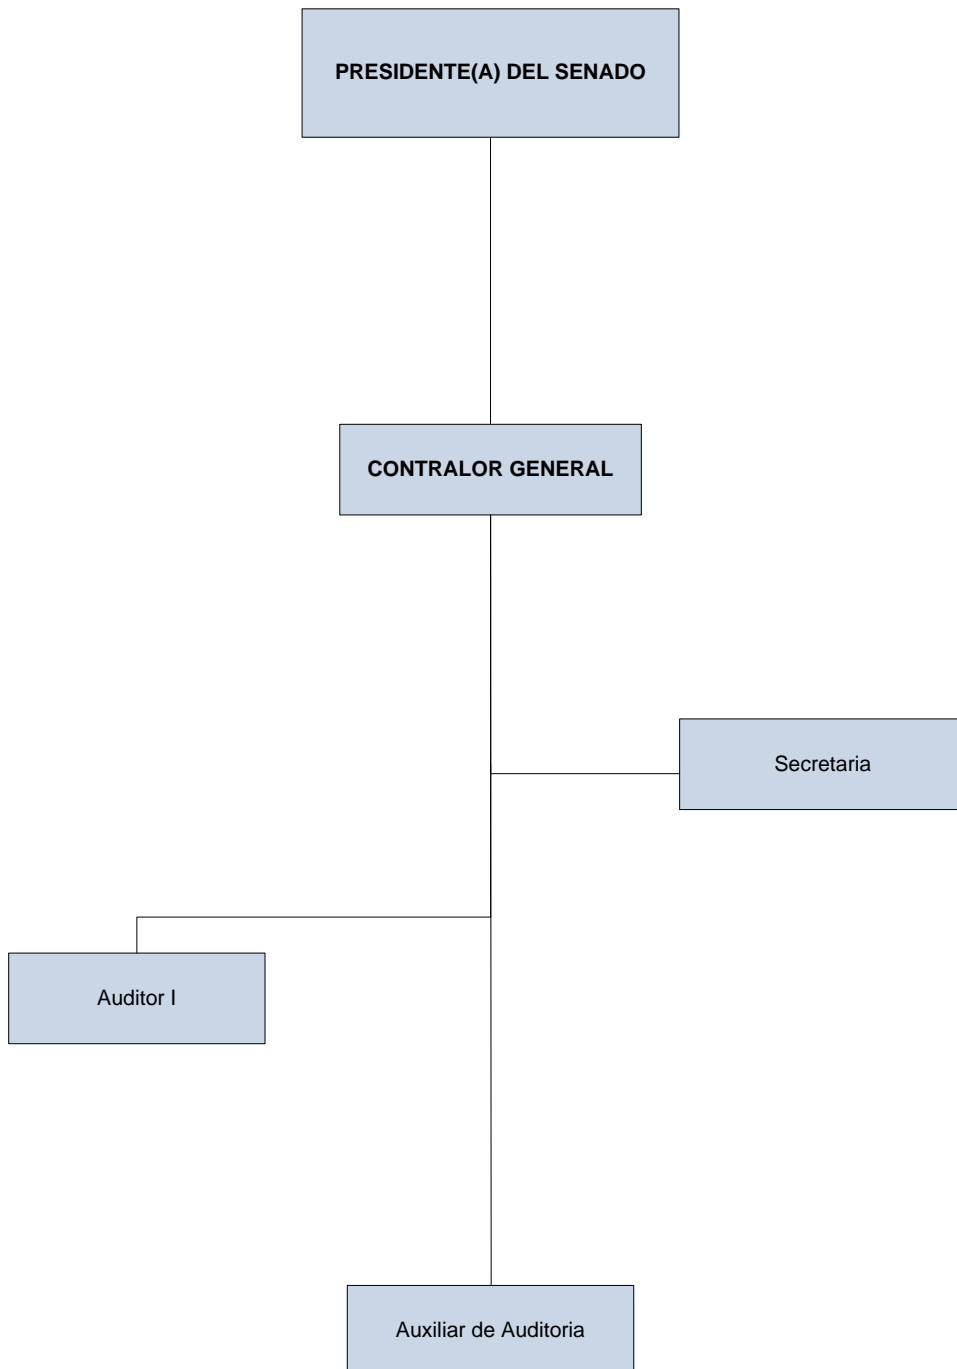 PRESIDENTE(A) DEL SENADO
CONTRALOR GENERAL
Secretaria
Auditor I
Auxiliar de Auditoria